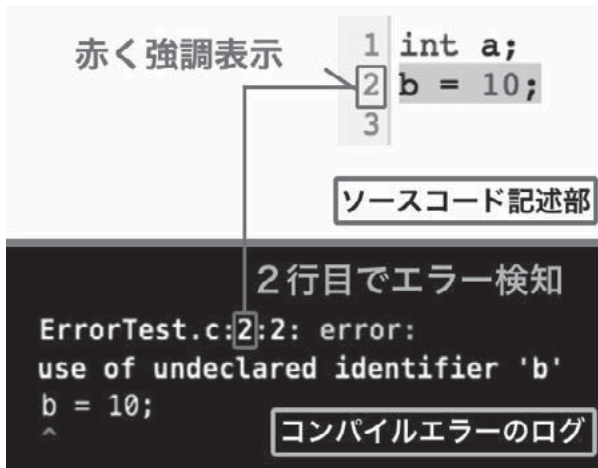 赤く強調表示
1 int a;
2 b = 10;
3
ソースコード記述部
2行目でエラー検知
ErrorTest.c:2:2: error:
use of undeclared identifier 'b'
b = 10;
^
コンパイルエラーのログ